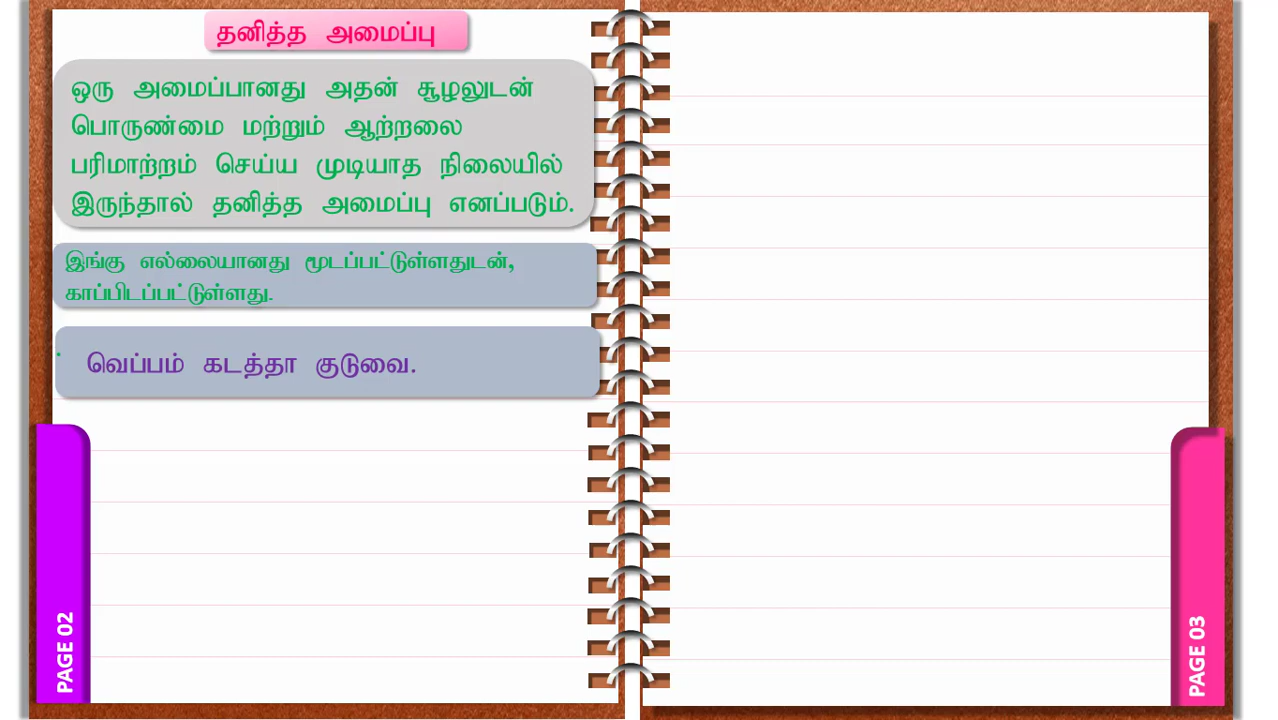 தனித்த அமைப்பு
ஒரு அமைப்பானது அதன் சூழலுடன்
பொருண்மை மற்றும் ஆற்றலை
பரிமாற்றம் செய்ய முடியாத நிலையில்
இருந்தால் தனித்த அமைப்பு எனப்படும்.
இங்கு எல்லையானது மூடப்பட்டுள்ளதுடன்,
காப்பிடப்பட்டுள்ளது.
வெப்பம் கடத்தா குடுவை.
PAGE 02
PAGE 03